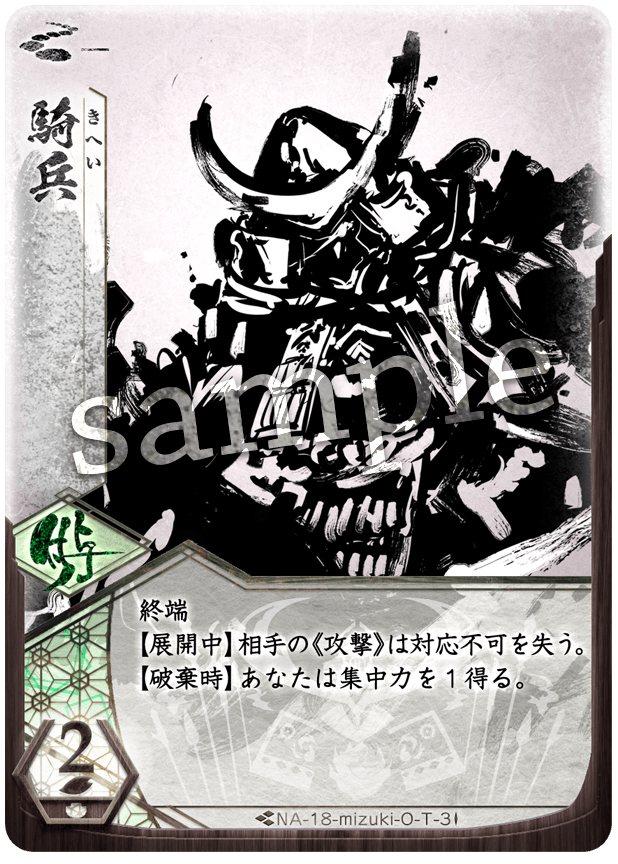 騎兵
きへい
sample
付与
終端
【展開中】相手の《攻撃》は対応不可を失う。
【破棄時】あなたは集中力を1得る。
2
NA-18-mizuki-O-T-3